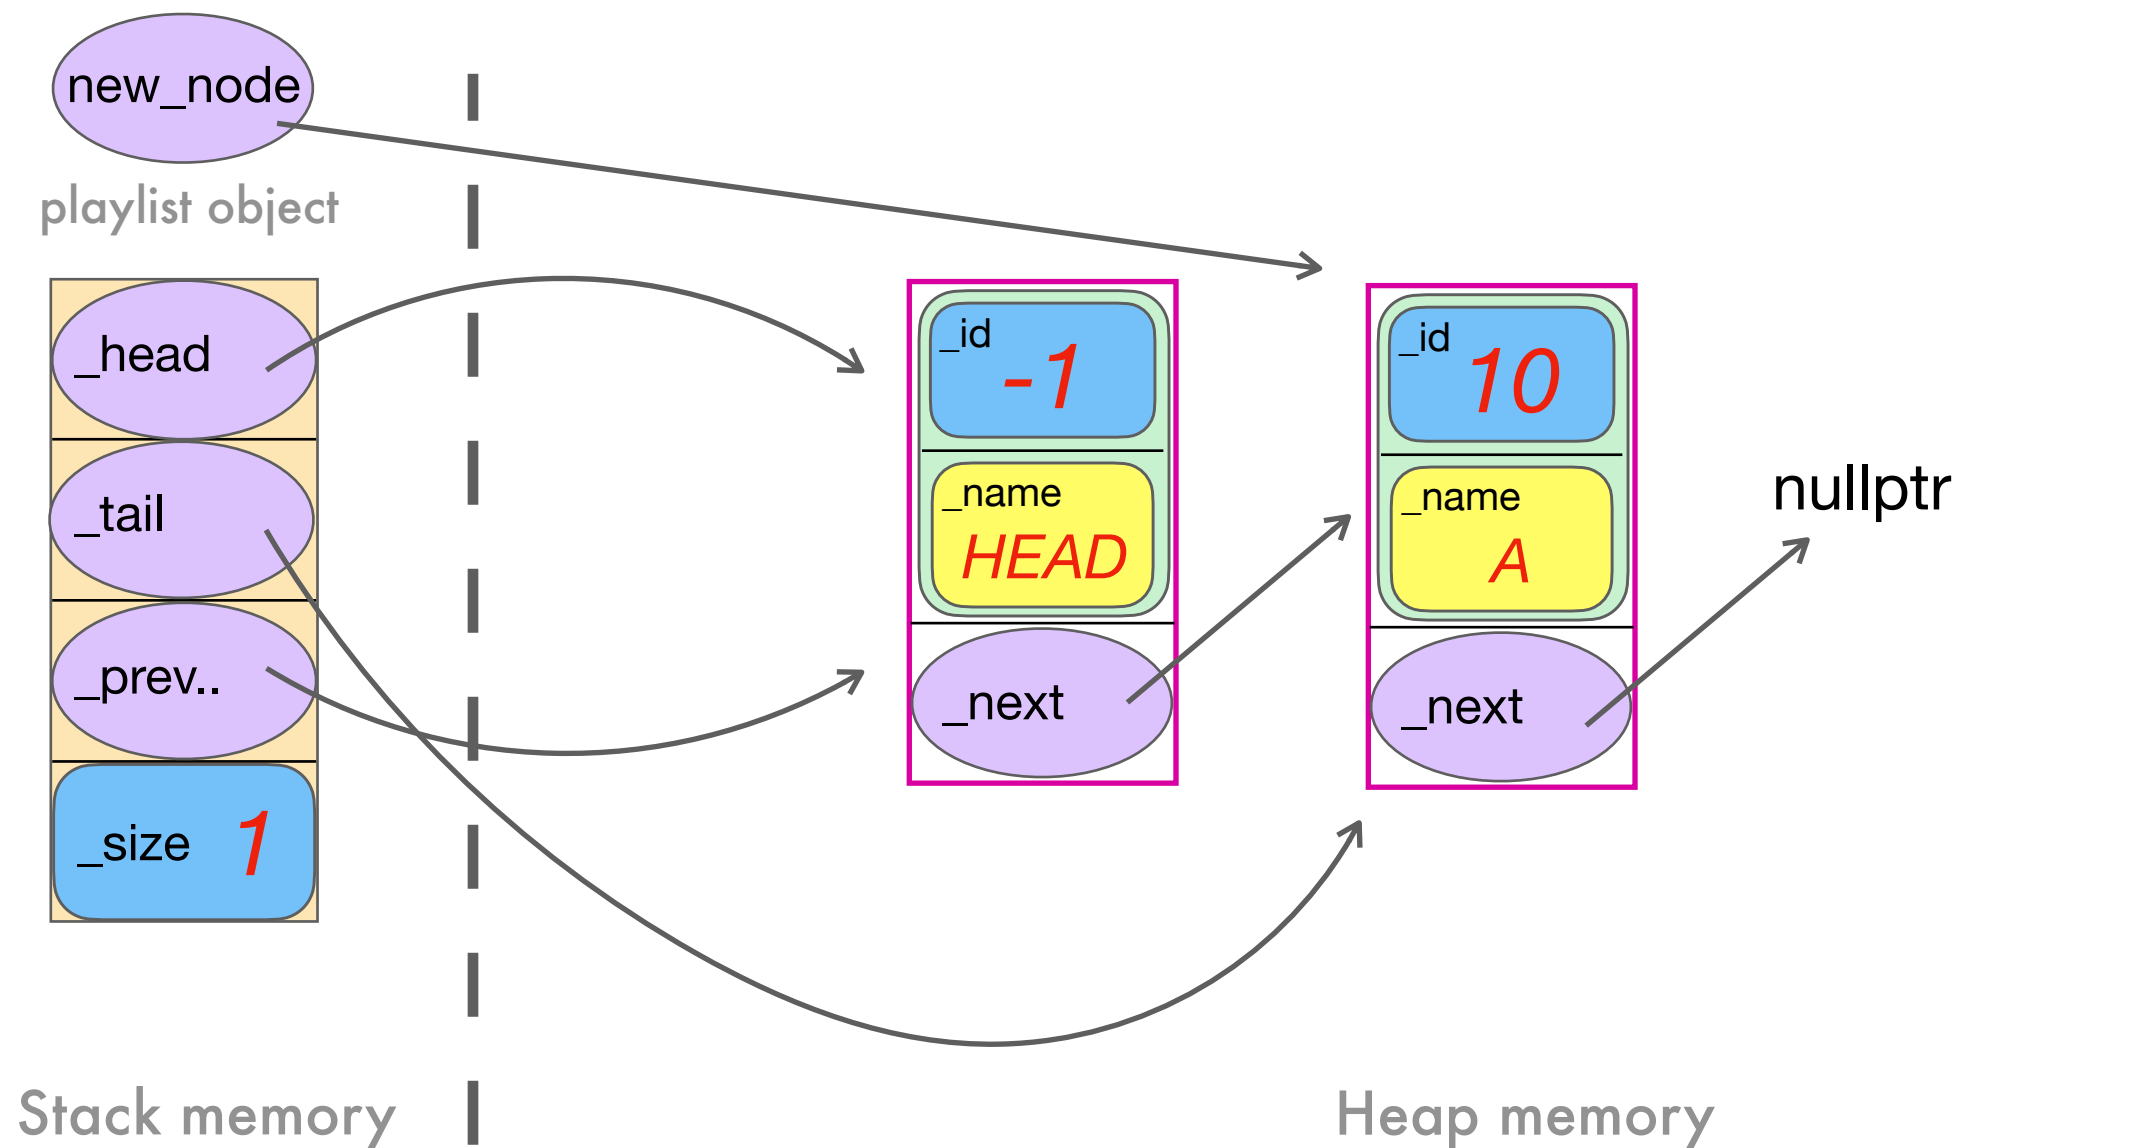 new_node
playlist object
_head
_tail
_prev..
_size 1
_id
-1
_name
HEAD
_next
_id
10
_name
A
_next
nullptr
Stack memory
Heap memory